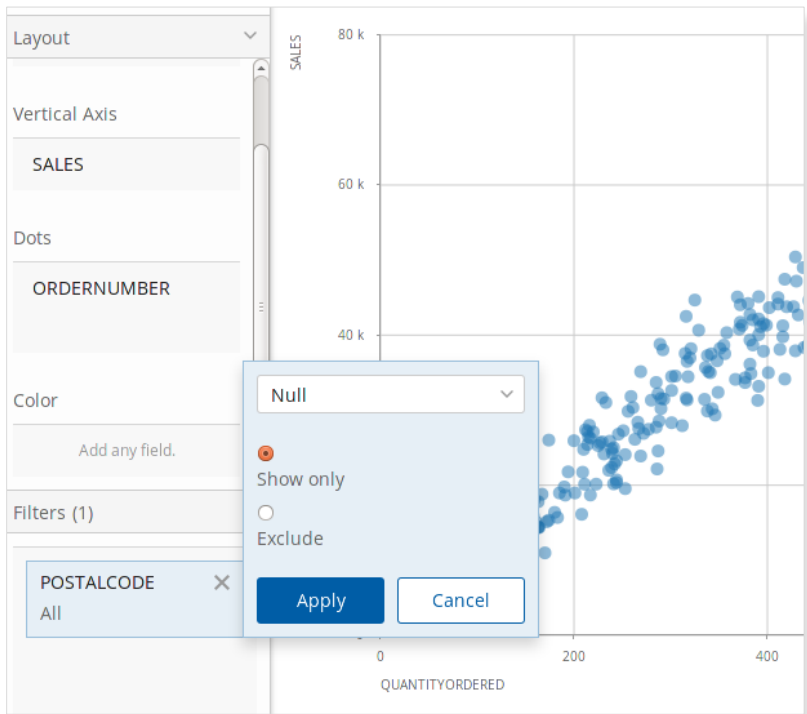 Layout
Vertical Axis
SALES
Dots
ORDERNUMBER
Color
Add any field.
Filters (1)
POSTALCODE
All
Null
Show only
Exclude
Apply
Cancel
SALES
80 k
60 k
40 k
0
200
400
QUANTITYORDERED